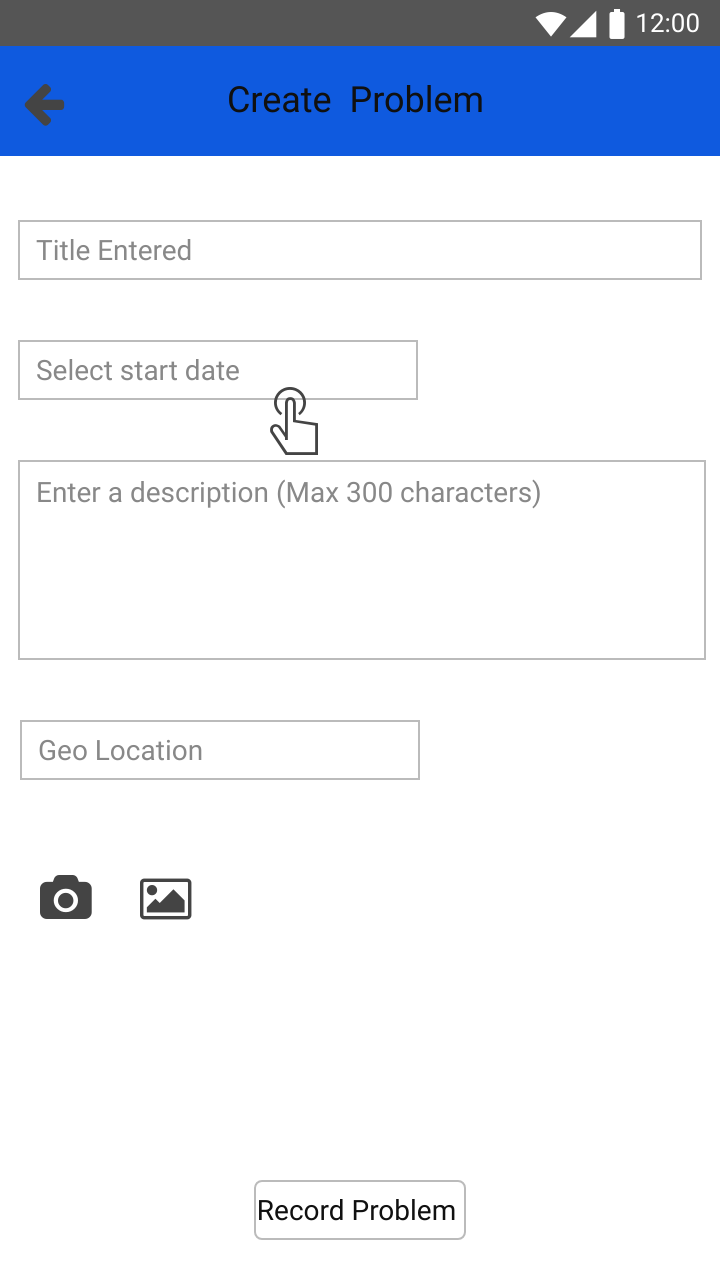 12:00
Create Problem
Title Entered
Select start date
Enter a description (Max 300 characters)
Geo Location
Record Problem